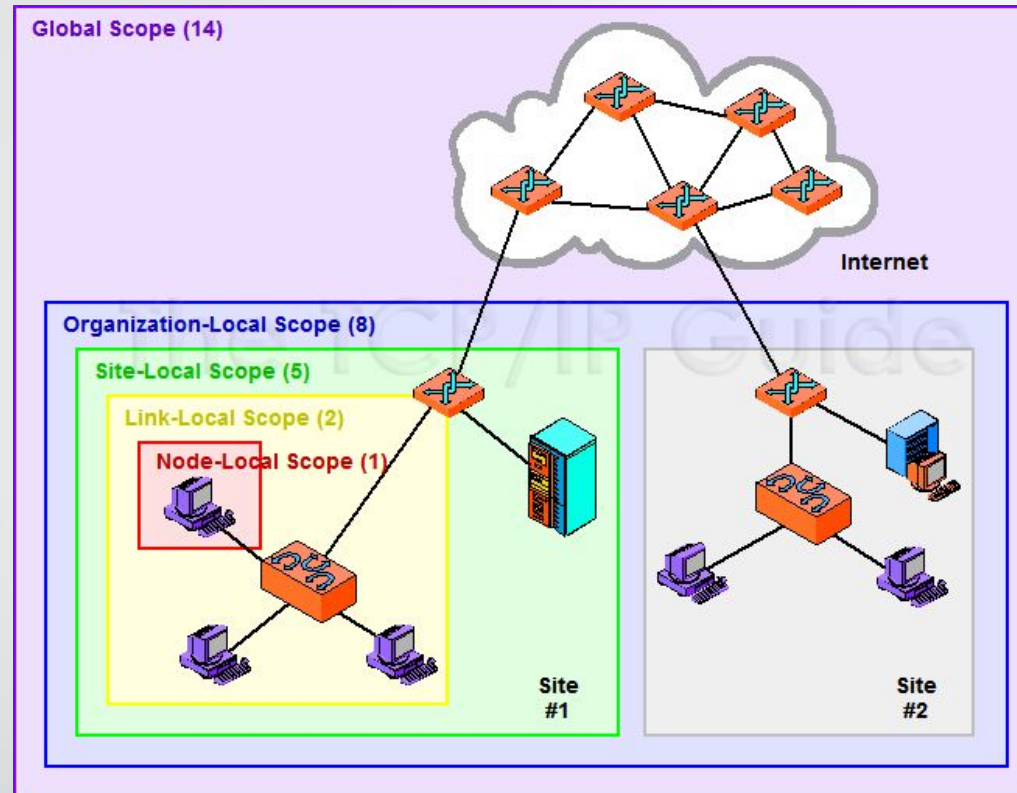 Global Scope (14)
Internet
The TCP/IP Guide
Organization-Local Scope (8)
Site-Local Scope (5)
Link-Local Scope (2)
Node-Local Scope (1)
Site
#1
Site
#2